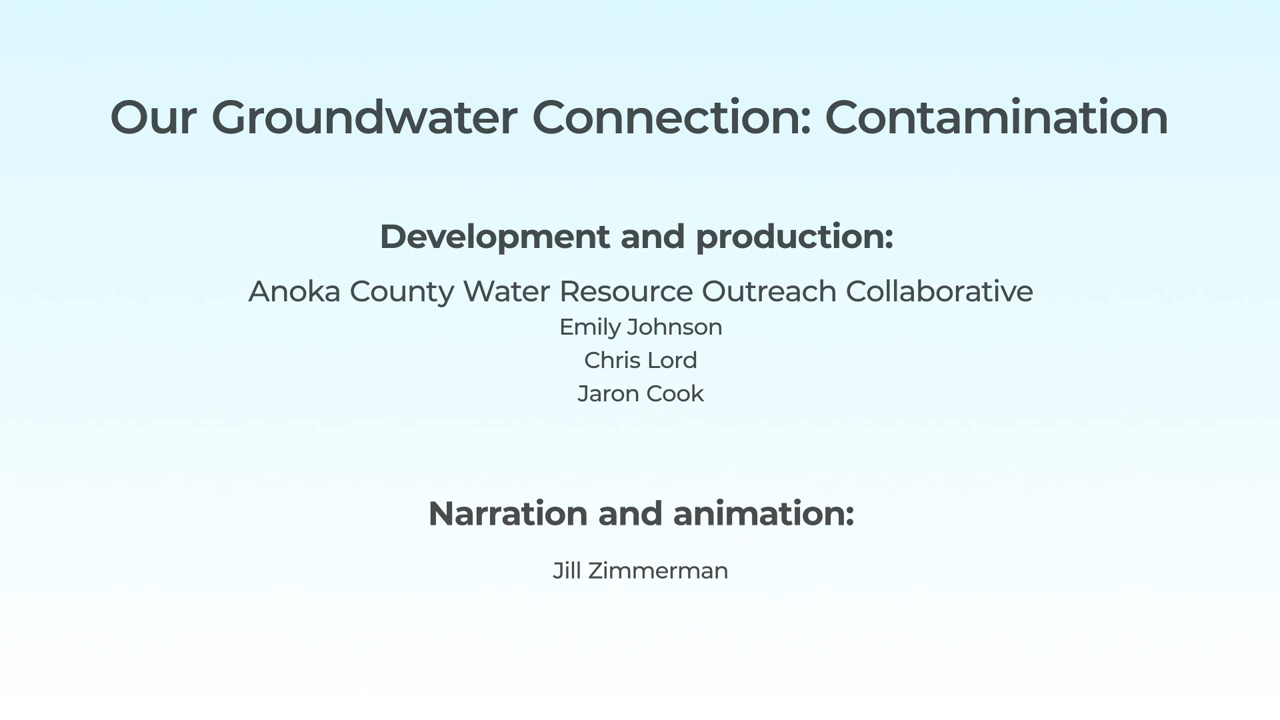 Our Groundwater Connection: Contamination
Development and production:
Anoka County Water Resource Outreach Collaborative
Emily Johnson
Chris Lord
Jaron Cook
Narration and animation:
Jill Zimmerman